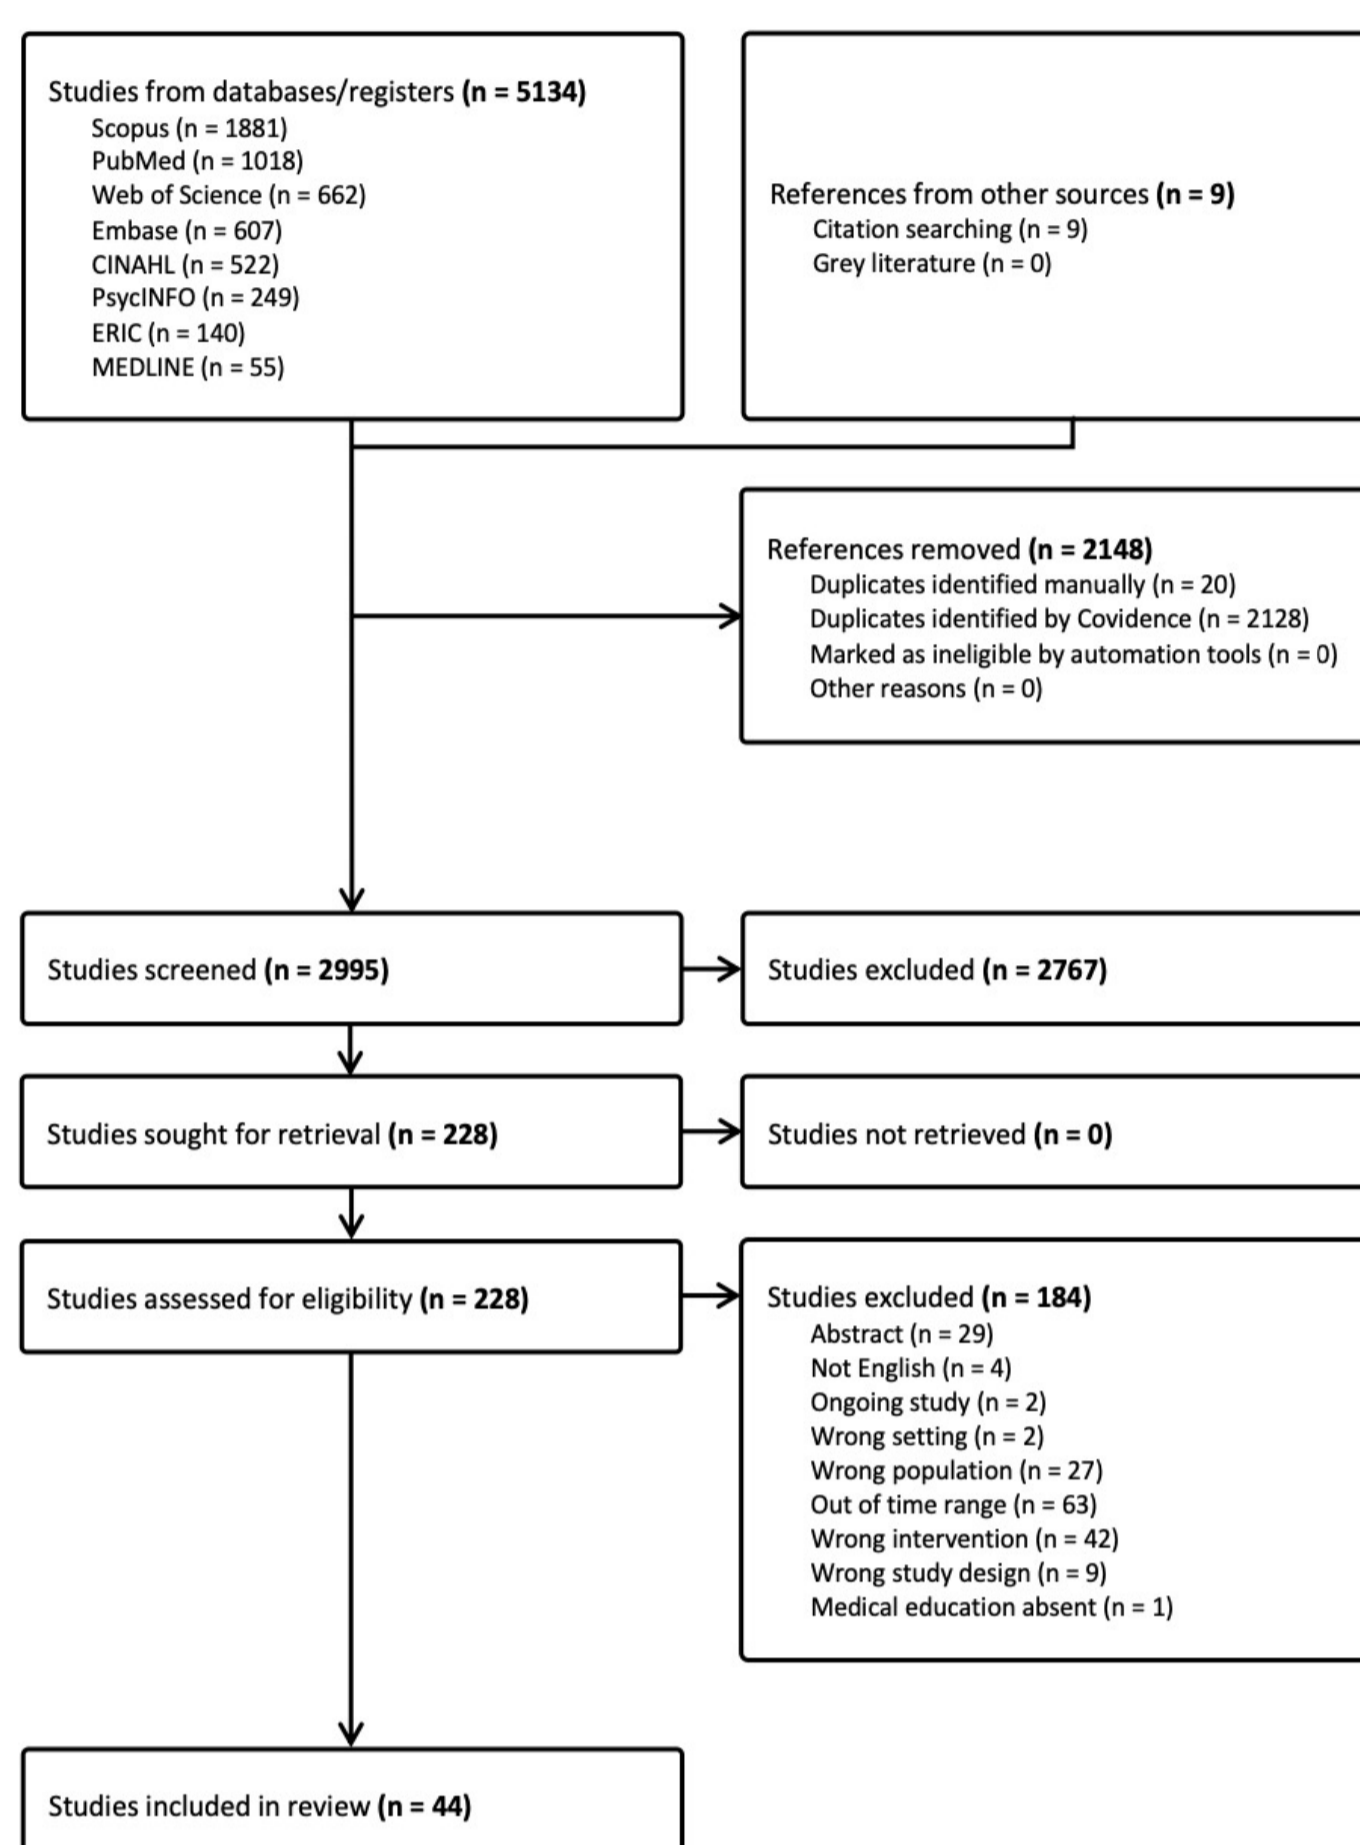 Studies from databases/registers (n = 5134)
Scopus (n = 1881)
PubMed (n = 1018)
Web of Science (n = 662)
Embase (n = 607)
CINAHL (n = 522)
PsycINFO (n = 249)
ERIC (n = 140)
MEDLINE (n = 55)
References from other sources (n = 9)
Citation searching (n = 9)
Grey literature (n = 0)
References removed (n = 2148)
Duplicates identified manually (n = 20)
Duplicates identified by Covidence (n = 2128)
Marked as ineligible by automation tools (n = 0)
Other reasons (n = 0)
Studies screened (n = 2995)
Studies excluded (n = 2767)
Studies sought for retrieval (n = 228)
Studies not retrieved (n = 0)
Studies assessed for eligibility (n = 228)
Studies excluded (n = 184)
Abstract (n = 29)
Not English (n = 4)
Ongoing study (n = 2)
Wrong setting (n = 2)
Wrong population (n = 27)
Out of time range (n = 63)
Wrong intervention (n = 42)
Wrong study design (n = 9)
Medical education absent (n = 1)
Studies included in review (n = 44)